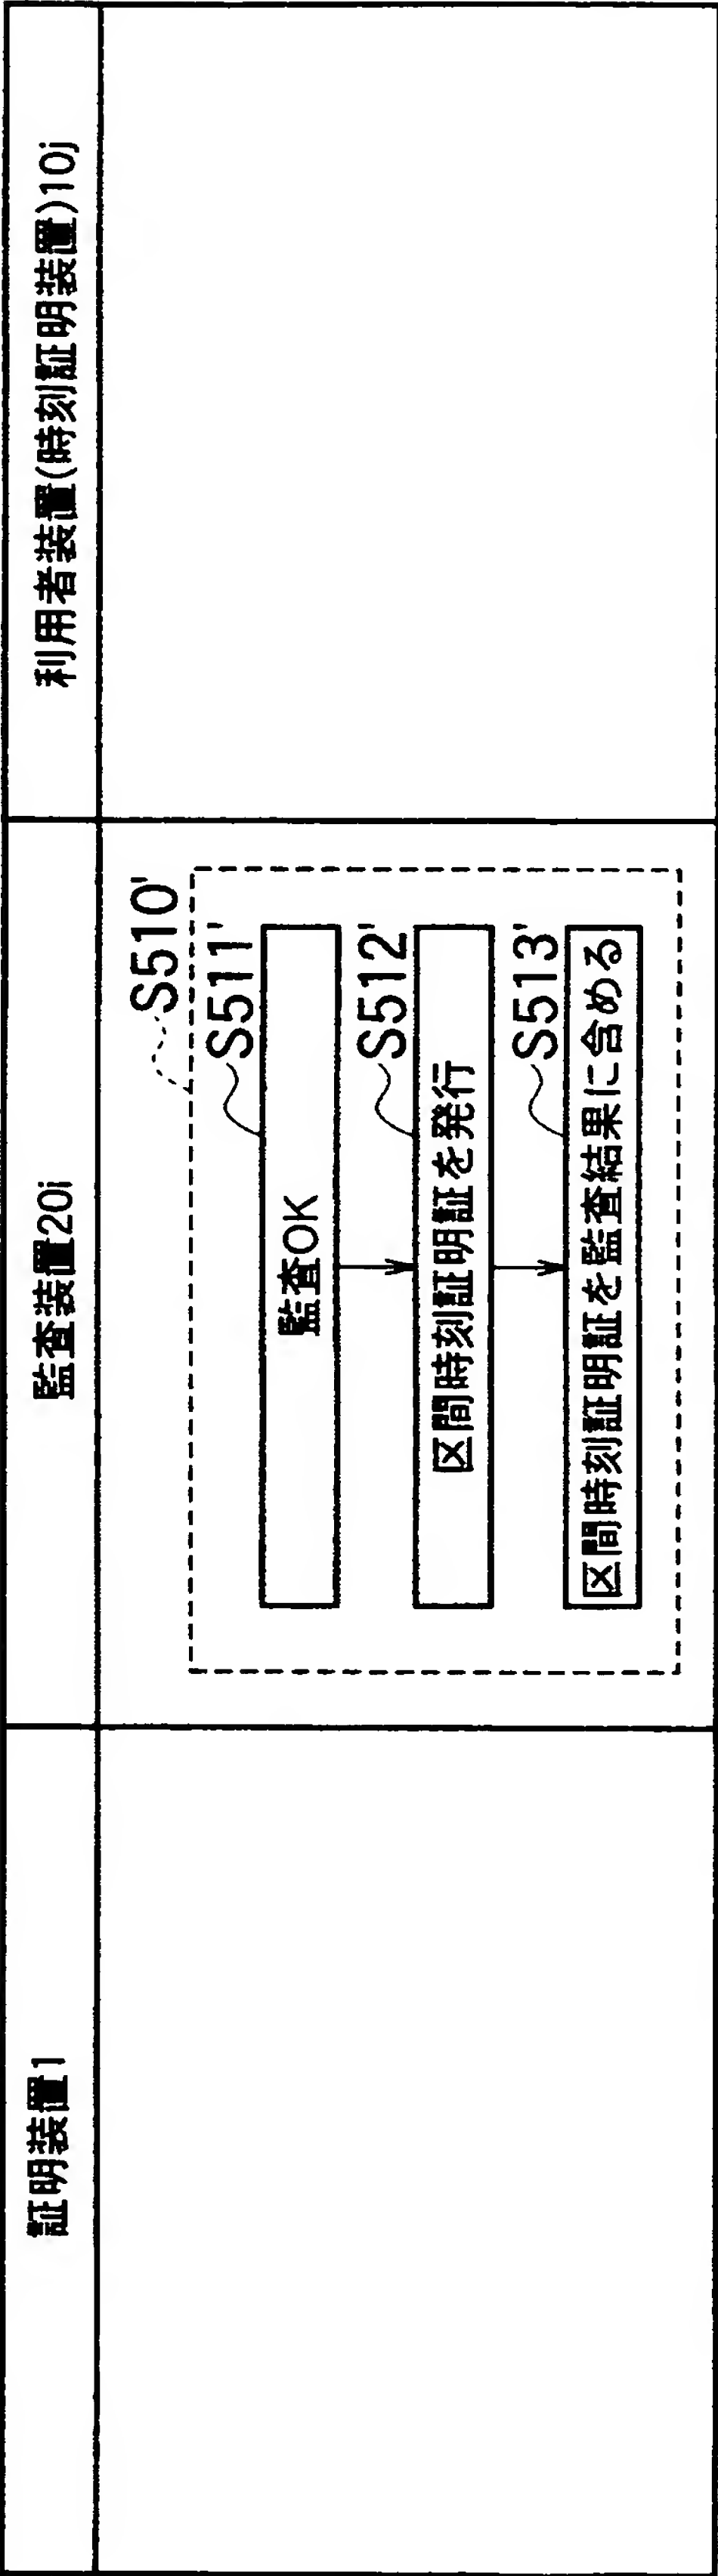 証明装置1
監査装置20i
利用者装置(時刻証明装置)10j
S510'
S511'
監査OK
S512'
区間時刻証明証を発行
S513'
区間時刻証明証を監査結果に含める